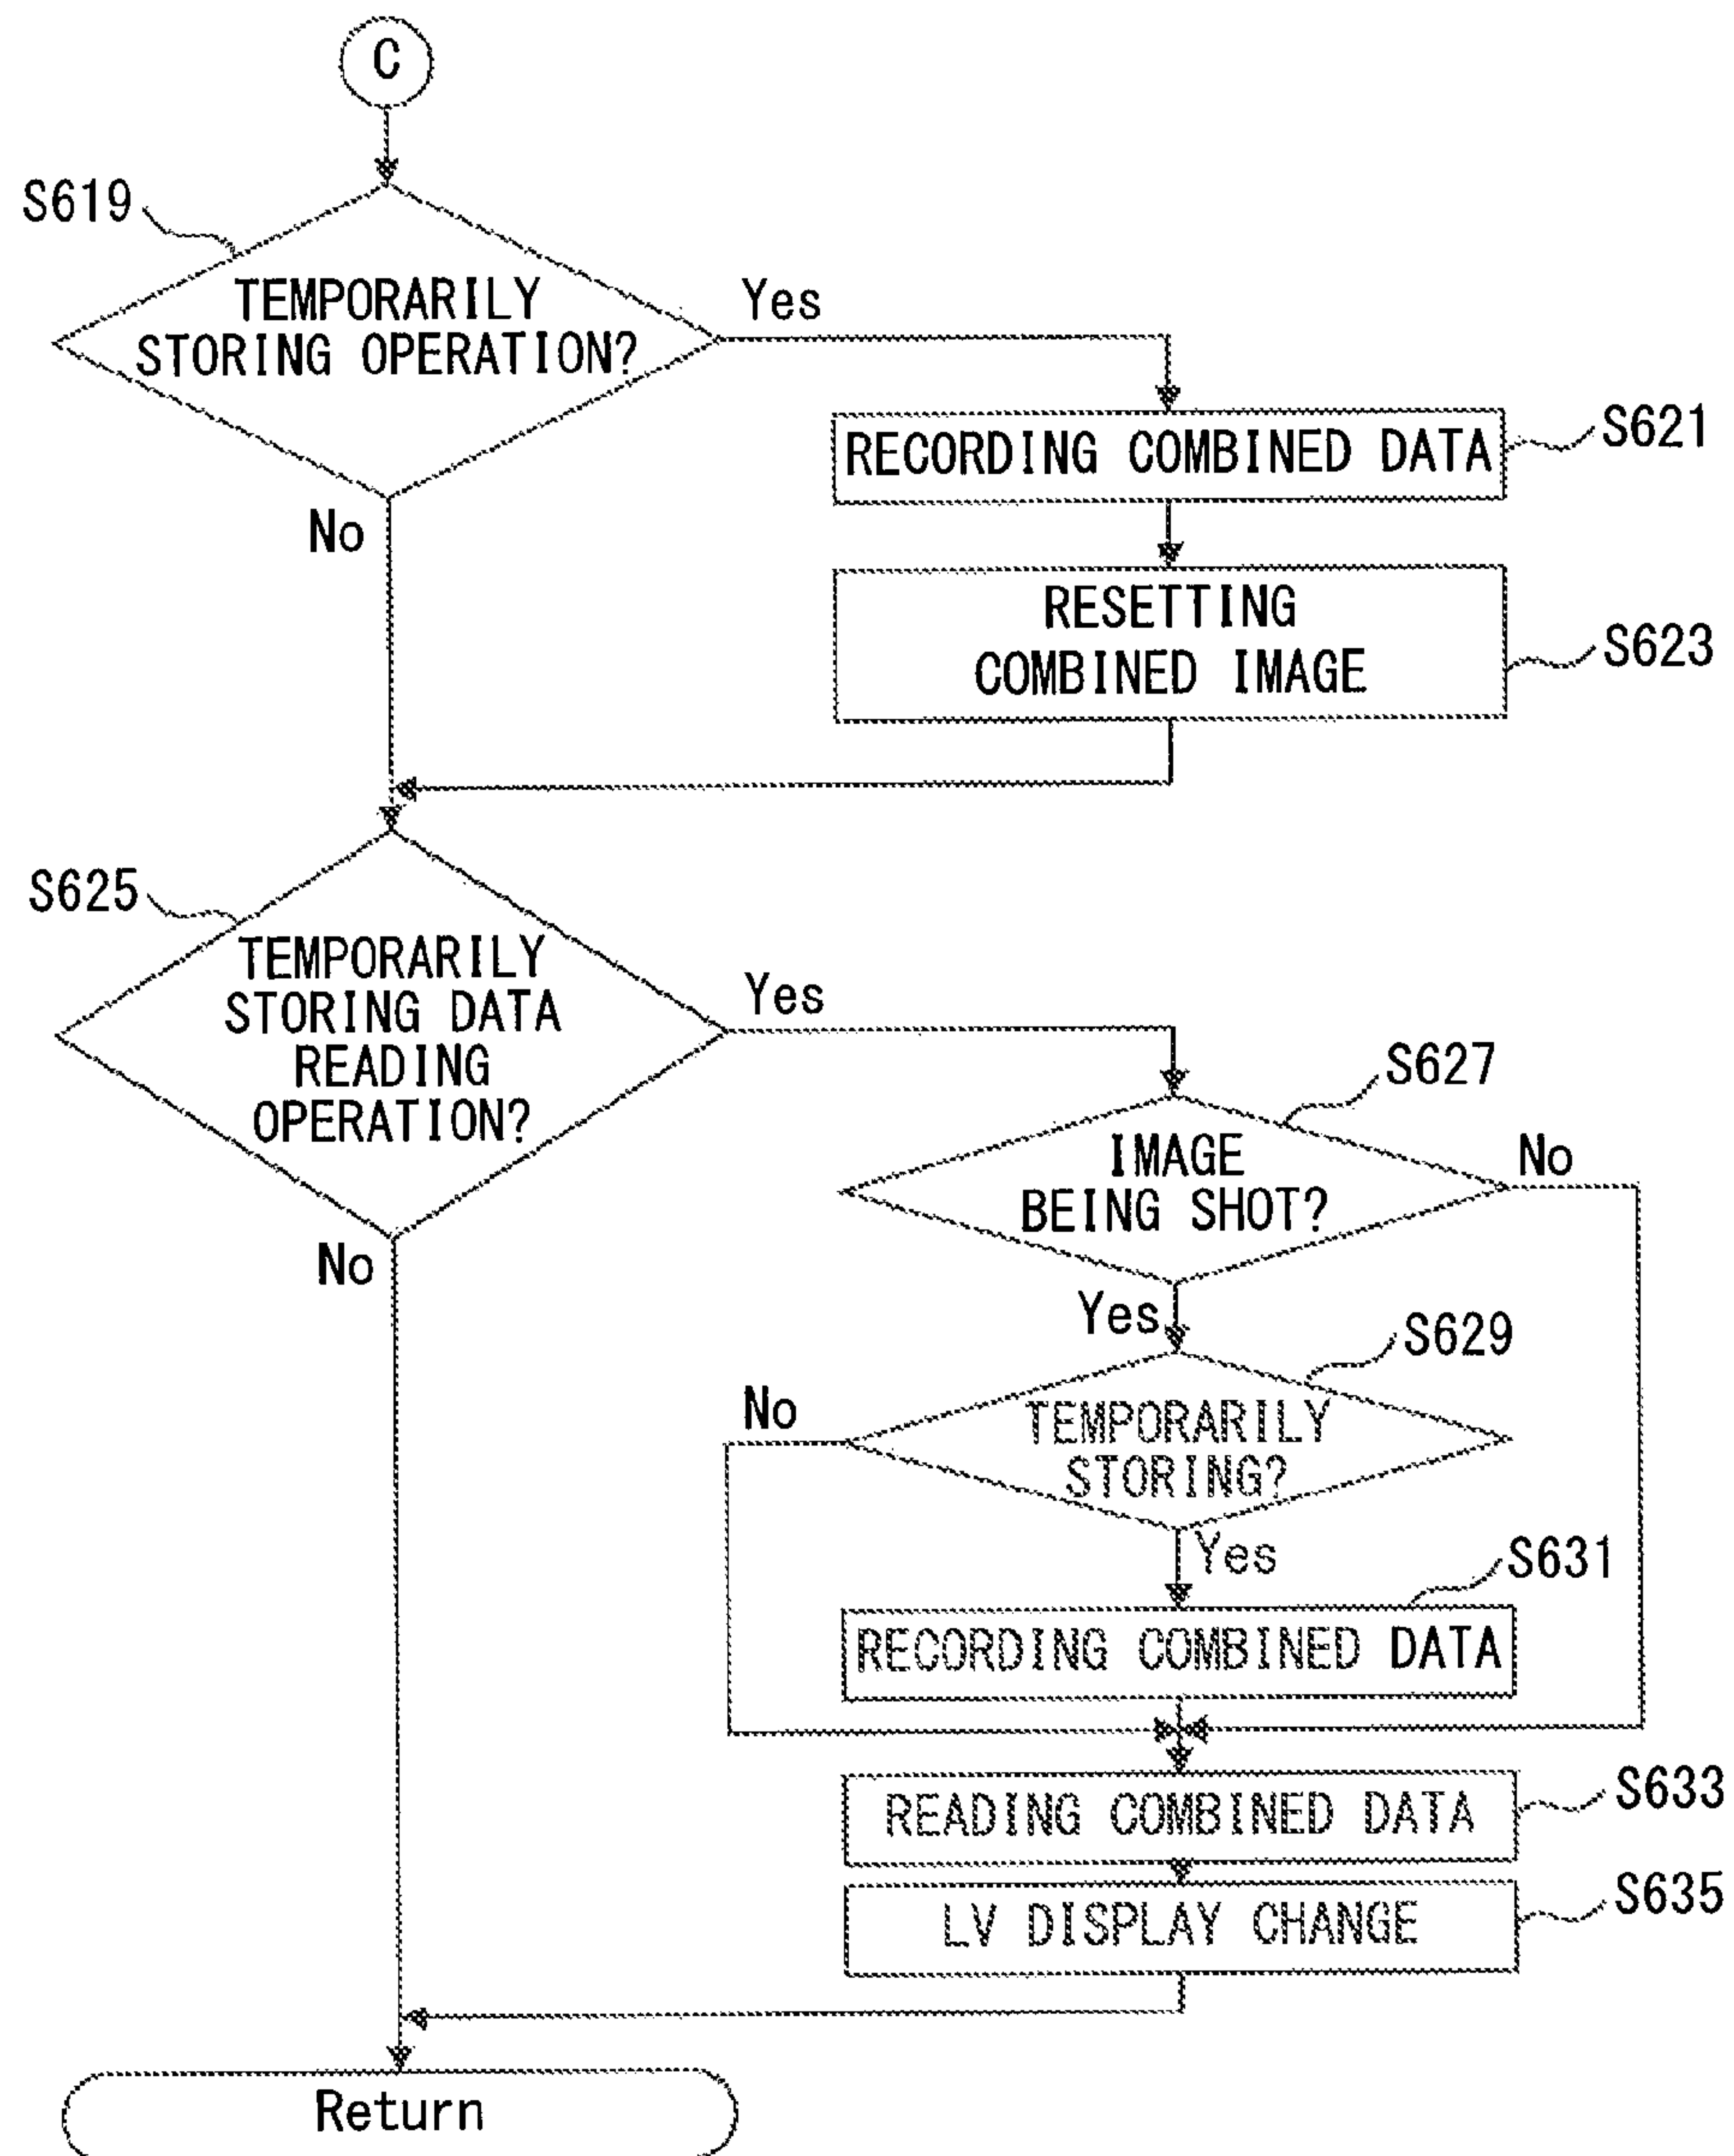 C
S619
TEMPORARILY
STORING OPERATION?
Yes
No
RECORDING COMBINED DATA
S621
RESETTING
COMBINED IMAGE
S623
S625
TEMPORARILY
STORING DATA
READING
OPERATION?
Yes
No
S627
IMAGE
BEING SHOT?
No
Yes
S629
No
TEMPORARILY
STORING?
Yes
S631
RECORDING COMBINED DATA
READING COMBINED DATA
S633
LV DISPLAY CHANGE
S635
Return